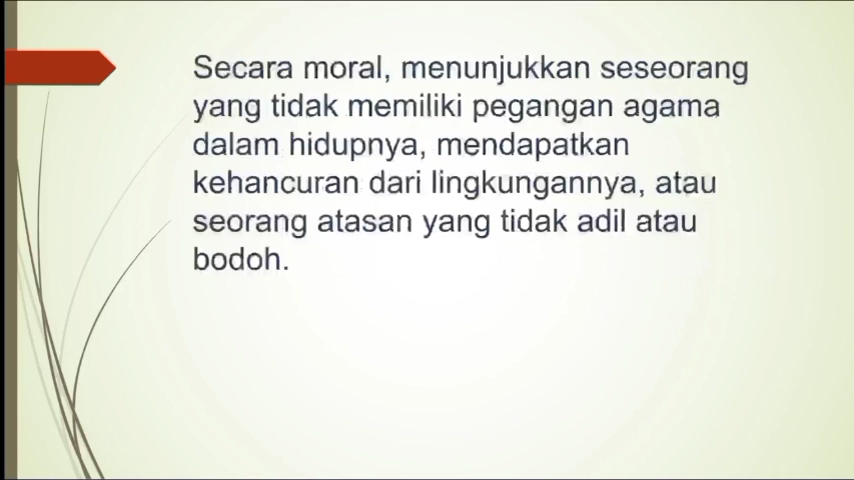 Secara moral, menunjukkan seseorang
yang tidak memiliki pegangan agama
dalam hidupnya, mendapatkan
kehancuran dari lingkungannya, atau
seorang atasan yang tidak adil atau
bodoh.